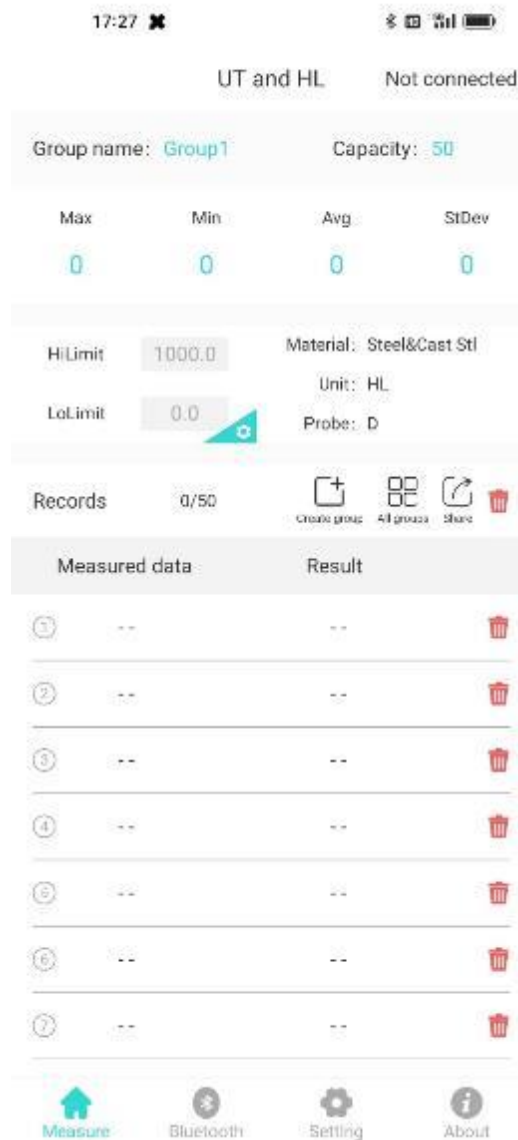 17:27
UT and HL Not connected
Group name: Group1 Capacity: 50
Max Min Avg StDev
0 0 0 0
HiLimit 1000.0
Material: Steel&Cast Stl
Unit: HL
LoLimit 0.0
Probe: D
Records 0/50
Create group All groups Share
Measured data Result
1 -- --
2 -- --
3 -- --
4 -- --
-- --
6 -- --
7 -- --
Measure Bluetooth Setting About